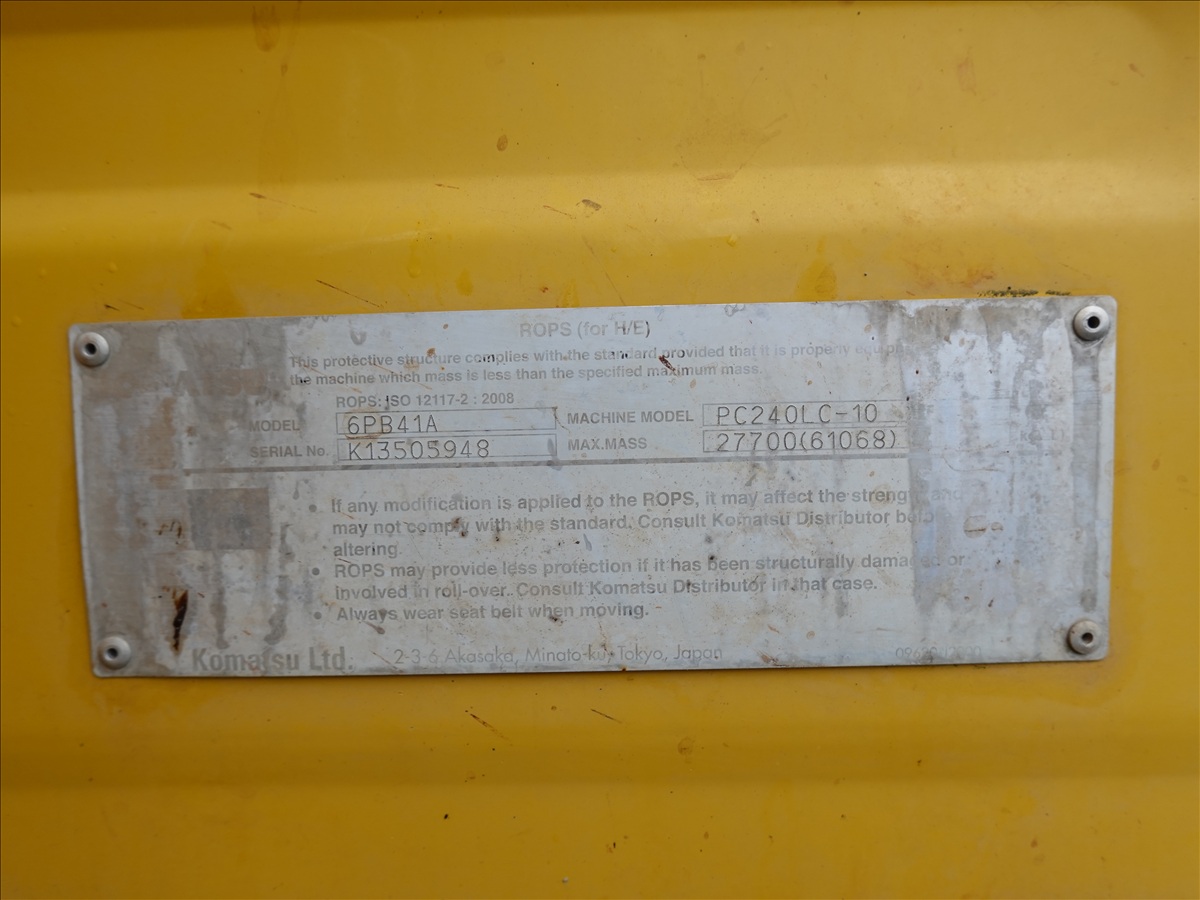 ROPS (for H/E)
This protective structure complies with the standard provided that it is properly
the machine which mass is less than the specified maximum mass.
ROPS: ISO 12117-2 : 2008
MODEL 6PB41A MACHINE MODEL PC240LC-10
SERIAL No. K13505948 MAX.MASS 27700(61068)
• If any modification is applied to the ROPS, it may affect the strength and
may not comply with the standard. Consult Komatsu Distributor
altering.
• ROPS may provide less protection if it has been structurally damaged or
involved in roll-over. Consult Komatsu Distributor in that case.
• Always wear seat belt when moving.
Komatsu Ltd. 2-3-6 Akasaka, Minato-ku, Tokyo, Japan